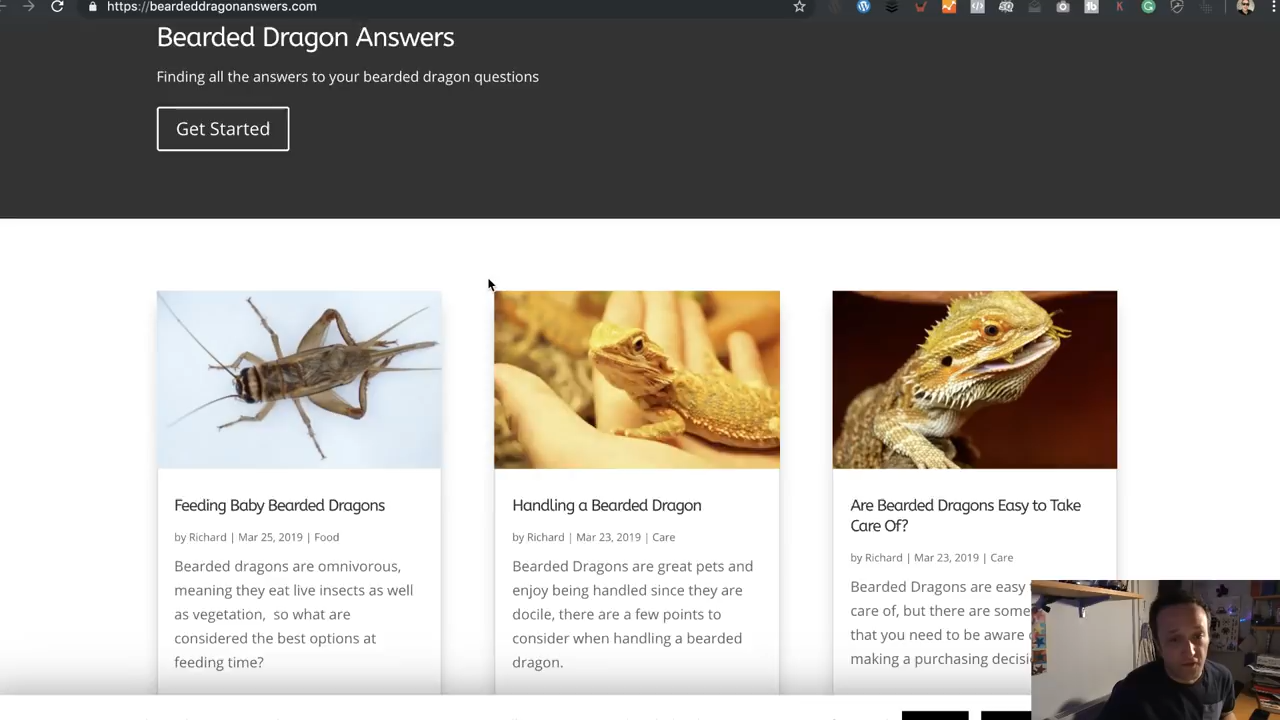 https://beardeddragonanswers.com
Bearded Dragon Answers
Finding all the answers to your bearded dragon questions
Get Started
Feeding Baby Bearded Dragons
by Richard | Mar 25, 2019 | Food
Bearded dragons are omnivorous,
meaning they eat live insects as well
as vegetation,  so what are
considered the best options at
feeding time?
Handling a Bearded Dragon
by Richard | Mar 23, 2019 | Care
Bearded Dragons are great pets and
enjoy being handled since they are
docile, there are a few points to
consider when handling a bearded
dragon.
Are Bearded Dragons Easy to Take
Care Of?
by Richard | Mar 23, 2019 | Care
Bearded Dragons are easy
care of, but there are some
that you need to be aware
making a purchasing